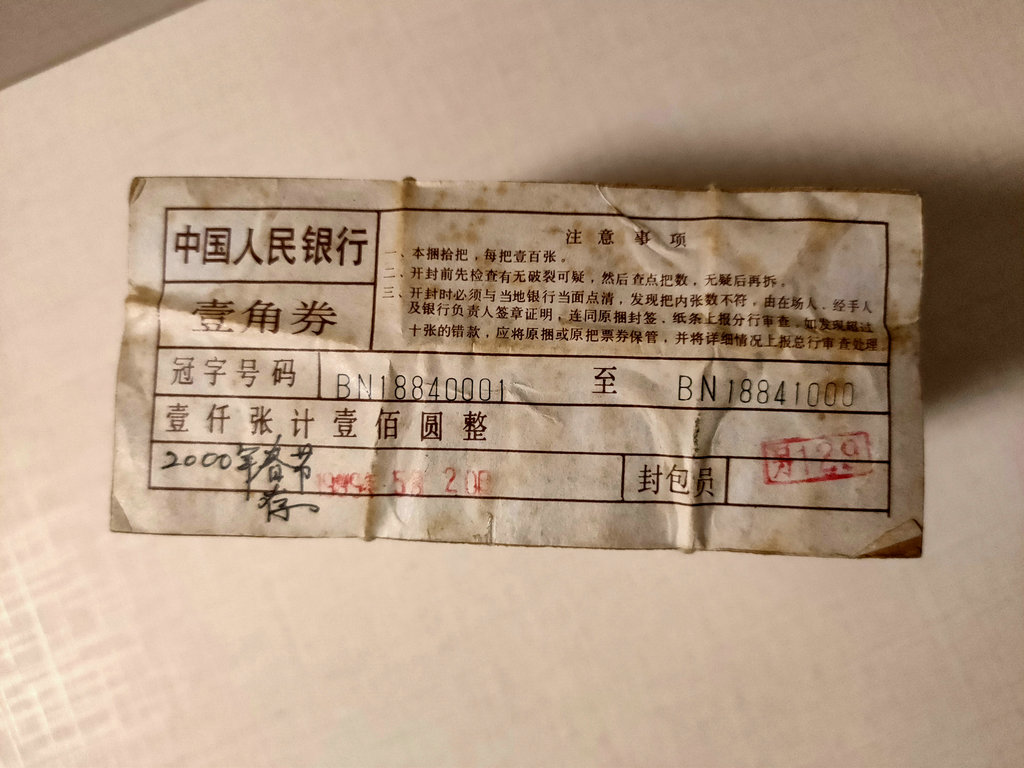 中国人民银行
壹角券
注意事项
一、本捆拾把，每把壹百张。
二、开封前先检查有无破裂可疑，然后查点把数，无疑后再拆。
三、开封时必须与当地银行当面点清，发现把内张数不符，由在场人、经手人
及银行负责人签章证明，连同原捆封签、纸条上报分行审查，如发现超过
十张的错款，应将原捆或原把票券保管，并将详细情况上报总行审查处理
冠字号码 BN18840001 至 BN18841000
壹仟张计壹佰圆整
2000年春节
存
5月20日
封包员
129